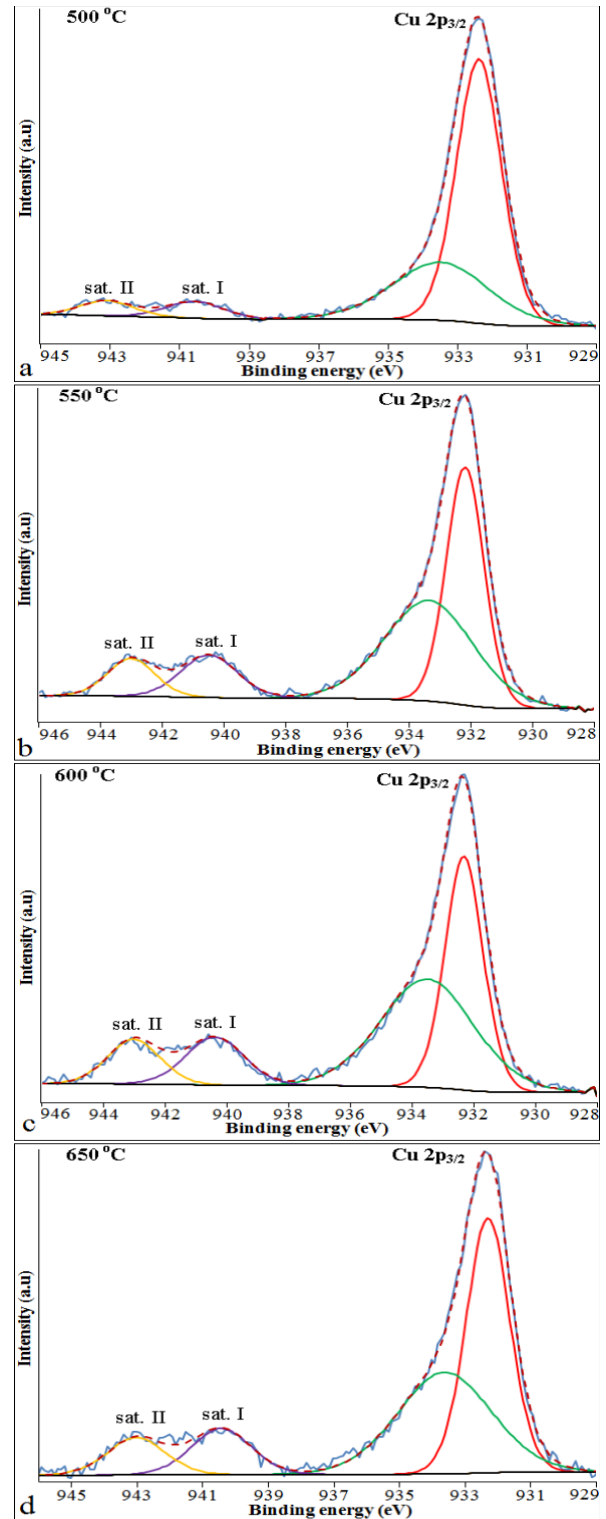 500 °C
Cu 2p3/2
Intensity (a.u)
sat. II
sat. I
945 943 941 939 937 935 933 931 929
Binding energy (eV)
a
550 °C
Cu 2p3/2
Intensity (a.u)
sat. II
sat. I
946 944 942 940 938 936 934 932 930 928
Binding energy (eV)
b
600 °C
Cu 2p3/2
Intensity (a.u)
sat. II
sat. I
946 944 942 940 938 936 934 932 930 928
Binding energy (eV)
c
650 °C
Cu 2p3/2
Intensity (a.u)
sat. II
sat. I
945 943 941 939 937 935 933 931 929
Binding energy (eV)
d